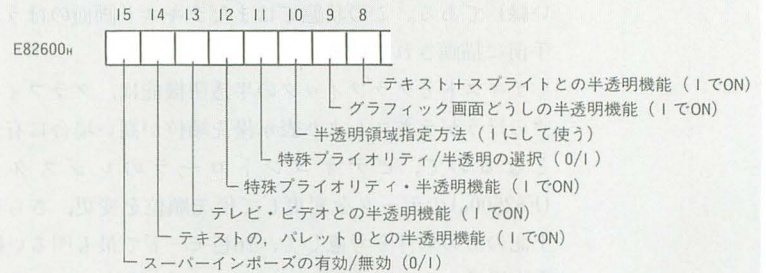 15 14 13 12 11 10 9 8
E82600H
テキスト+スプライトとの半透明機能（1でON）
グラフィック画面どうしの半透明機能（1でON）
半透明領域指定方法（1にして使う）
特殊プライオリティ/半透明の選択（0/1）
特殊プライオリティ・半透明機能（1でON）
テレビ・ビデオとの半透明機能（1でON）
テキストの，パレット0との半透明機能（1でON）
スーパーインポーズの有効/無効（0/1）